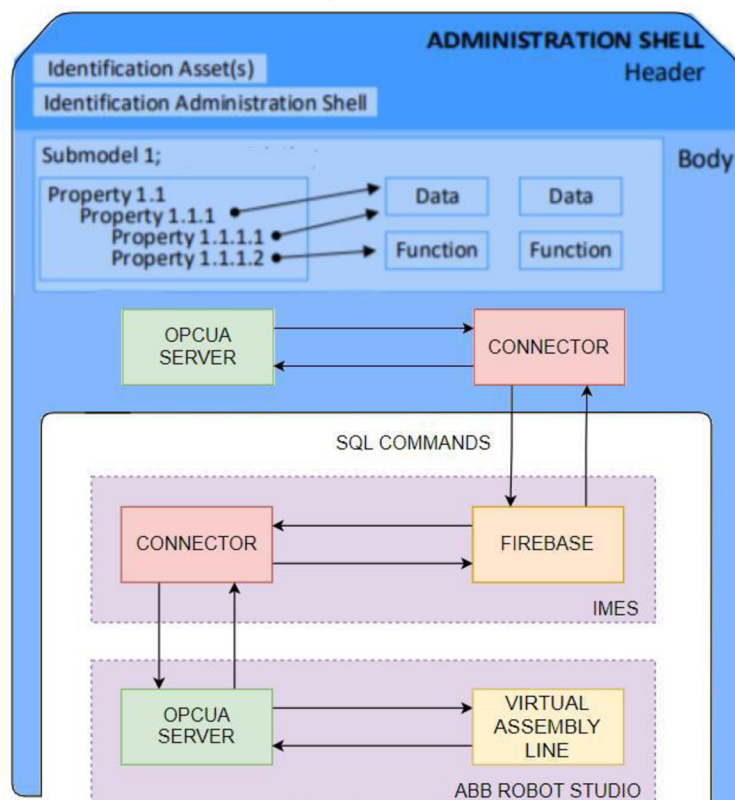 ADMINISTRATION SHELL
Header
Identification Asset(s)
Identification Administration Shell
Body
Submodel 1;
Property 1.1
Property 1.1.1
Property 1.1.1.1
Property 1.1.1.2
Data
Data
Function
Function
OPCUA
SERVER
CONNECTOR
SQL COMMANDS
CONNECTOR
FIREBASE
IMES
OPCUA
SERVER
VIRTUAL
ASSEMBLY
LINE
ABB ROBOT STUDIO